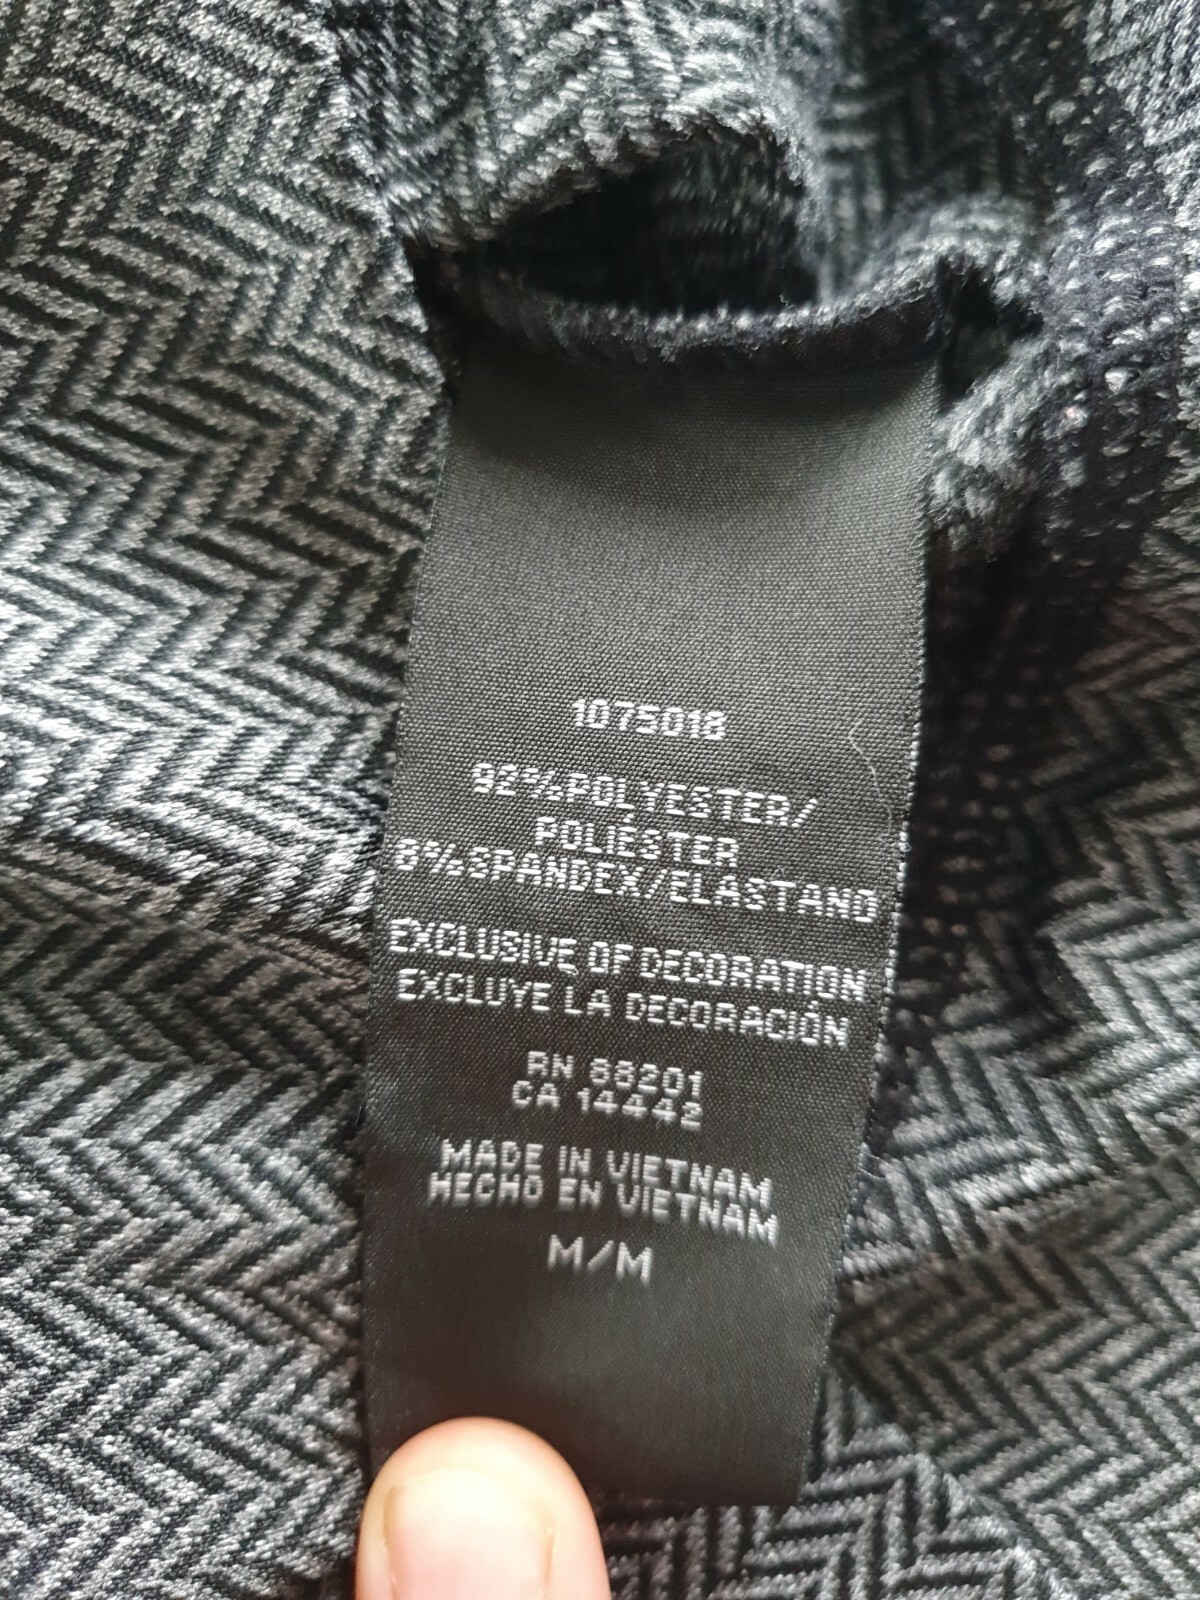 1075018
92%POLYESTER/
POLIÉSTER
8%SPANDEX/ELASTANO
EXCLUSIVE OF DECORATION
EXCLUYE LA DECORACIÓN
RN 88201
CA 14442
MADE IN VIETNAM
HECHO EN VIETNAM
M/M